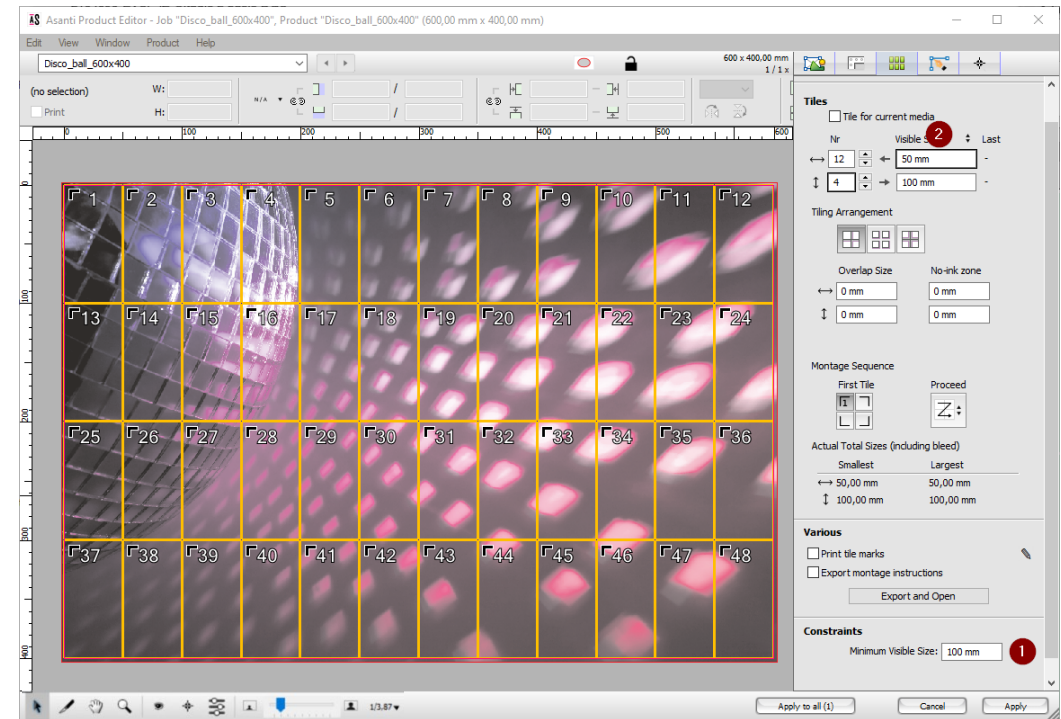 Asanti Product Editor - Job "Disco_ball_600x400", Product "Disco_ball_600x400" (600,00 mm x 400,00 mm)
Edit View Window Product Help
Disco_ball_600x400
600 x 400,00 mm
1 / 1 x
(no selection)
W:
N/A
/
Print
H:
/
0 100 200 300 400 500 600
0
100
200
300
400
1 2 3 4 5 6 7 8 9 10 11 12
13 14 15 16 17 18 19 20 21 22 23 24
25 26 27 28 29 30 31 32 33 34 35 36
37 38 39 40 41 42 43 44 45 46 47 48
Tiles
Tile for current media
Nr Visible S 2 Last
12 50 mm -
4 100 mm -
Tiling Arrangement
Overlap Size No-ink zone
0 mm 0 mm
0 mm 0 mm
Montage Sequence
First Tile Proceed
1
Actual Total Sizes (including bleed)
Smallest Largest
50,00 mm 50,00 mm
100,00 mm 100,00 mm
Various
Print tile marks
Export montage instructions
Export and Open
Constraints
Minimum Visible Size: 100 mm 1
1/3,87
Apply to all (1) Cancel Apply